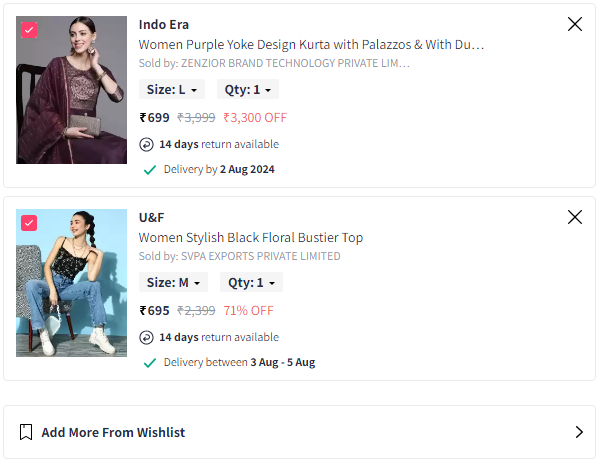 Indo Era
Women Purple Yoke Design Kurta with Palazzos & With Du...
Sold by: ZENZIOR BRAND TECHNOLOGY PRIVATE LIM...
Size: L Qty: 1
₹699 ₹3,999 ₹3,300 OFF
14 days return available
Delivery by 2 Aug 2024
U&F
Women Stylish Black Floral Bustier Top
Sold by: SVPA EXPORTS PRIVATE LIMITED
Size: M Qty: 1
₹695 ₹2,399 71% OFF
14 days return available
Delivery between 3 Aug - 5 Aug
Add More From Wishlist